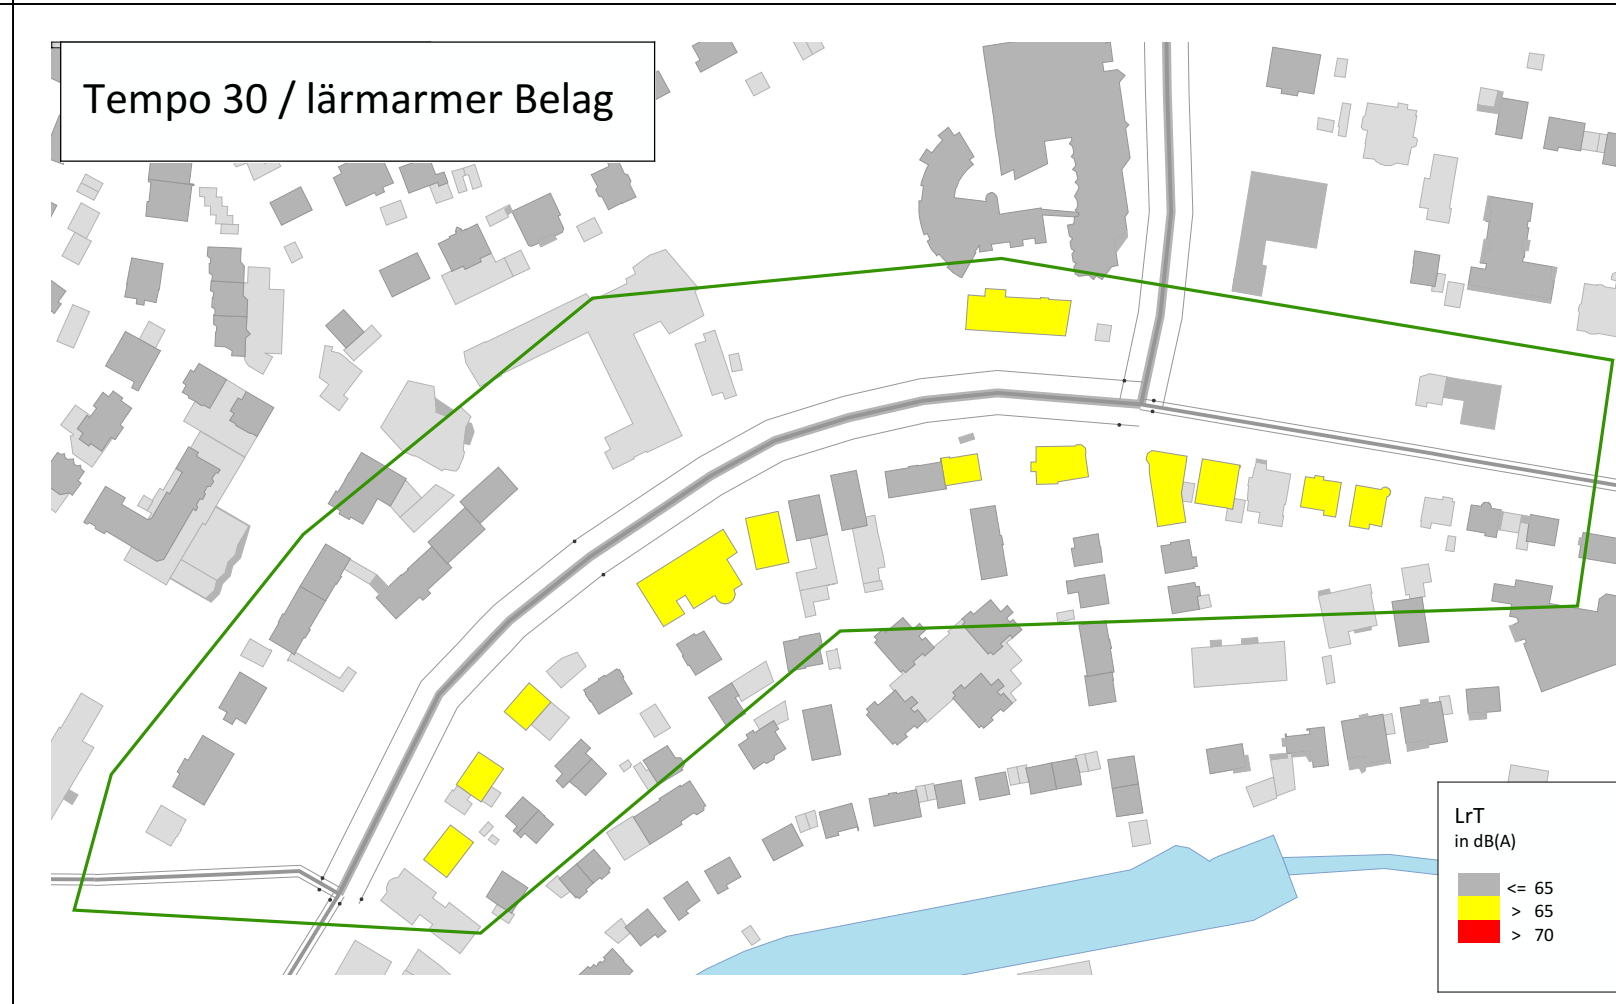 Tempo 30 / lärmarmer Belag
LrT
in dB(A)
<= 65
> 65
> 70